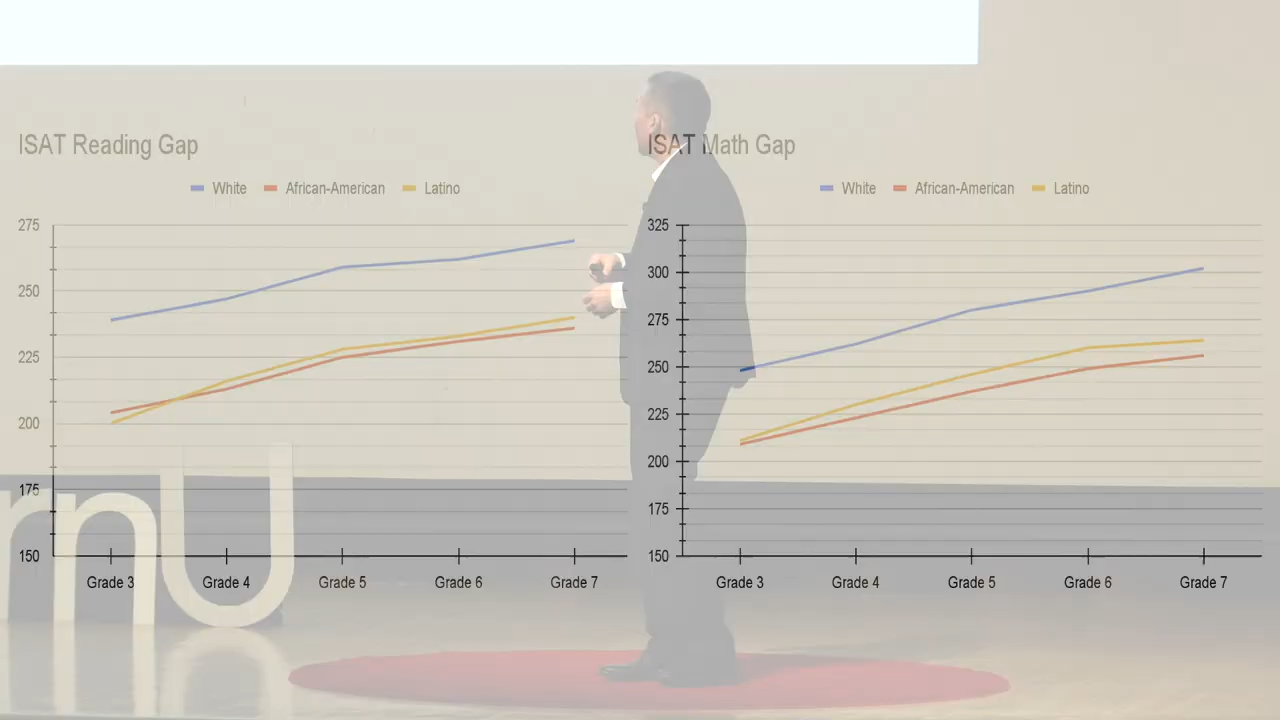 ISAT Reading Gap
White African-American Latino
275
250
225
200
175
150
Grade 3 Grade 4 Grade 5 Grade 6 Grade 7
ISAT Math Gap
White African-American Latino
325
300
275
250
225
200
175
150
Grade 3 Grade 4 Grade 5 Grade 6 Grade 7
mU